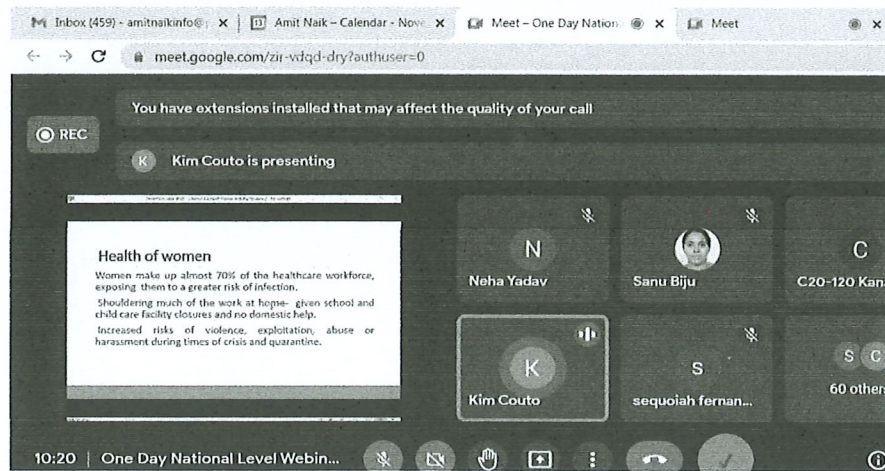 Inbox (459) - amitnaikinfo@
13 Amit Naik – Calendar - Nove
Meet – One Day Nation
Meet
meet.google.com/zir-vdqd-dry?authuser=0
You have extensions installed that may affect the quality of your call
REC
K Kim Couto is presenting
Health of women
Women make up almost 70% of the healthcare workforce,
exposing them to a greater risk of infection.
Shouldering much of the work at home- given school and
child care facility closures and no domestic help.
Increased risks of violence, exploitation, abuse or
harassment during times of crisis and quarantine.
N
Neha Yadav
Sanu Biju
C
C20-120 Kan
K
Kim Couto
S
sequoiah fernan...
S C
60 other
10:20 | One Day National Level Webin...